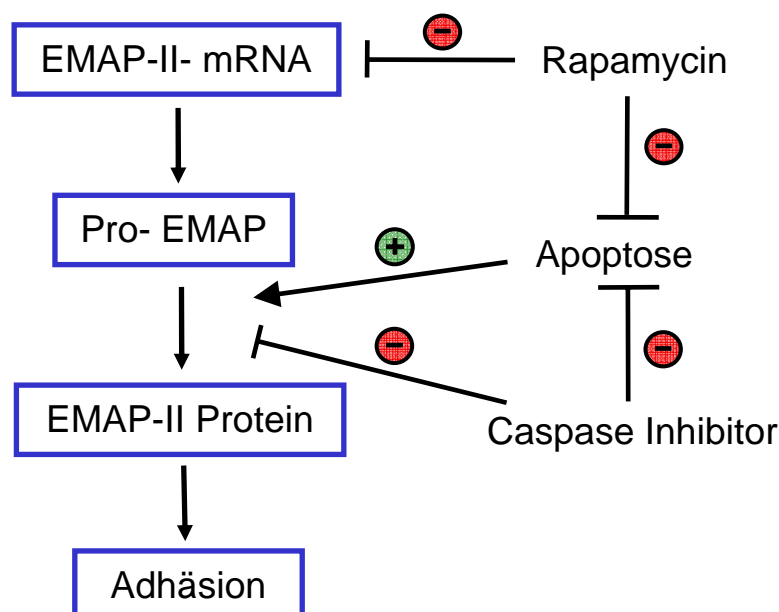 EMAP-II- mRNA
Rapamycin
Pro- EMAP
Apoptose
EMAP-II Protein
Caspase Inhibitor
Adhäsion